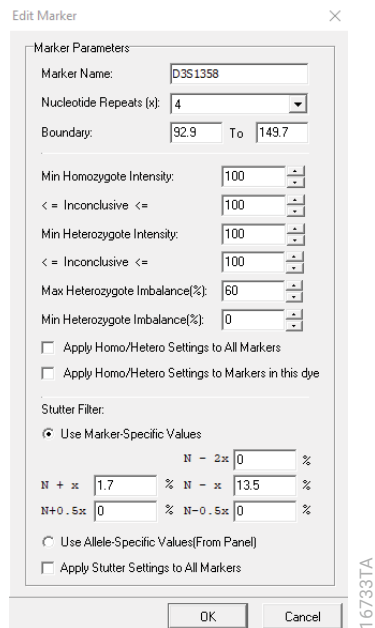 Edit Marker
Marker Parameters
Marker Name: D3S1358
Nucleotide Repeats (x): 4
Boundary: 92.9 To 149.7
Min Homozygote Intensity: 100
< = Inconclusive <= 100
Min Heterozygote Intensity: 100
< = Inconclusive <= 100
Max Heterozygote Imbalance(%): 60
Min Heterozygote Imbalance(%): 0
Apply Homo/Hetero Settings to All Markers
Apply Homo/Hetero Settings to Markers in this dye
Stutter Filter:
Use Marker-Specific Values
N - 2x 0 %
N + x 1.7 % N - x 13.5 %
N+0.5x 0 % N-0.5x 0 %
Use Allele-Specific Values(From Panel)
Apply Stutter Settings to All Markers
OK Cancel
16733TA